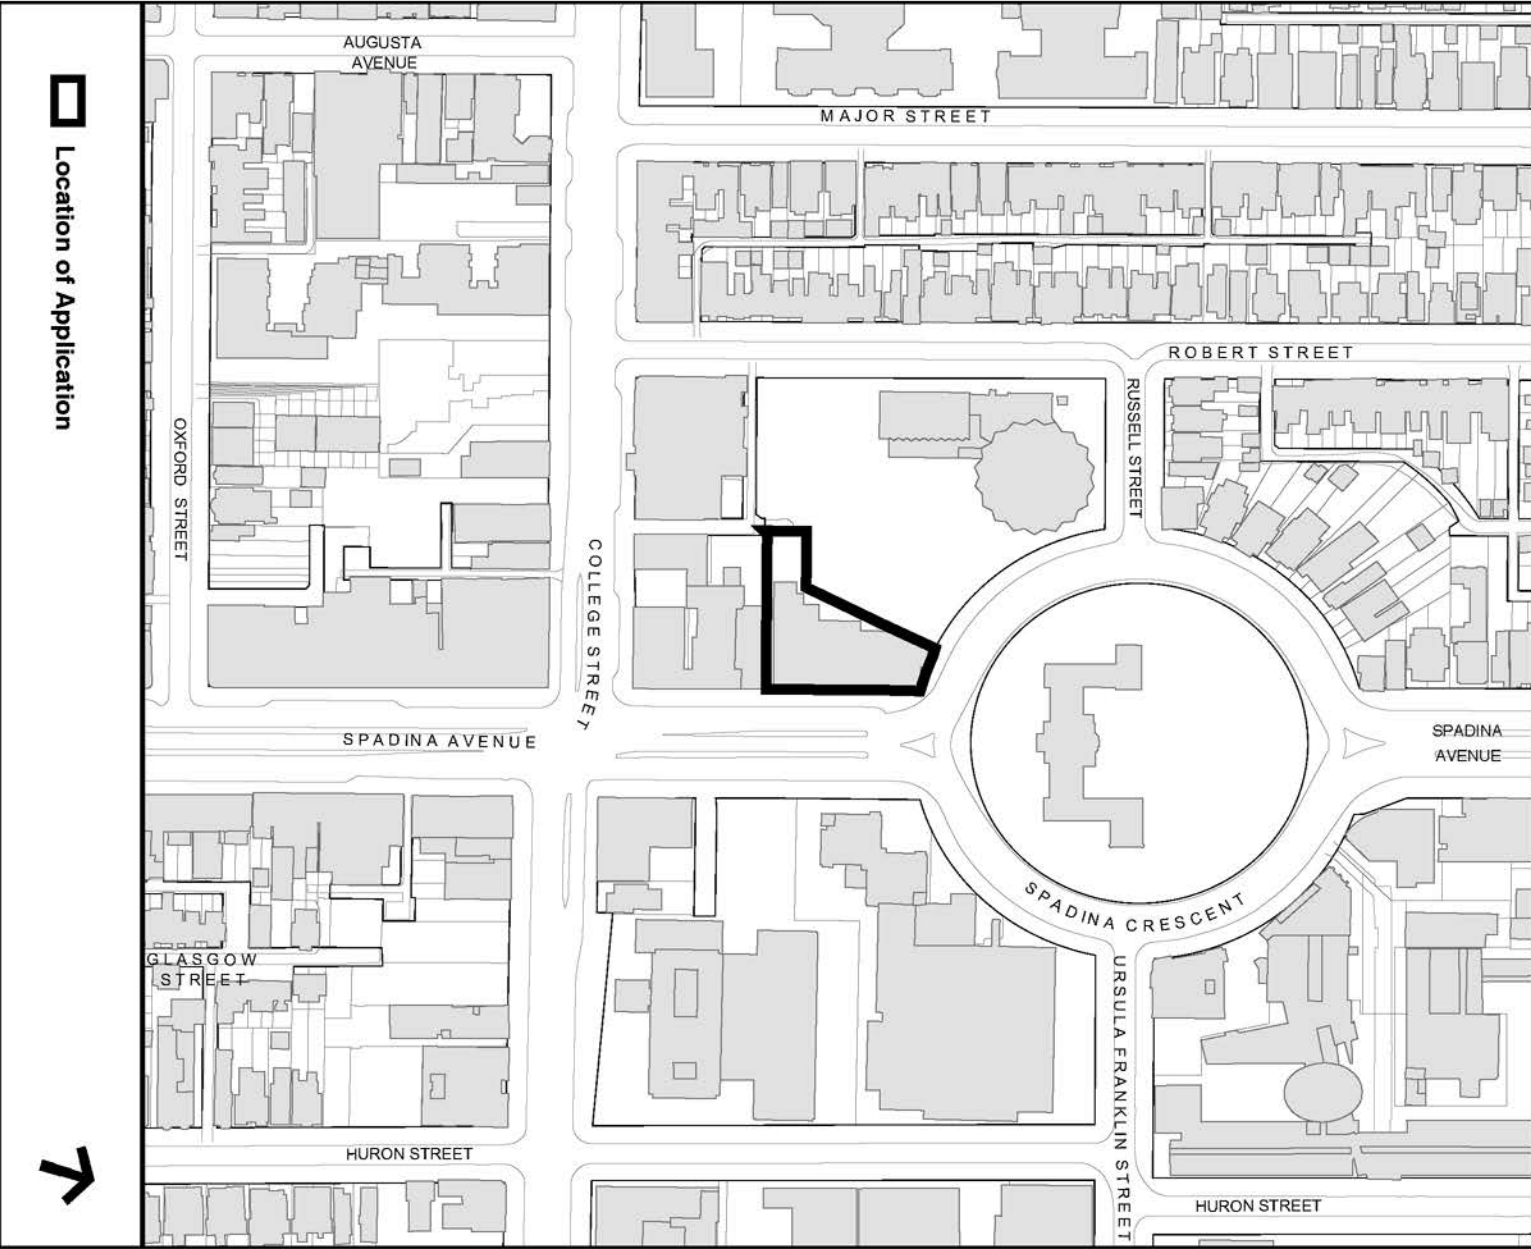 AUGUSTA
AVENUE
MAJOR STREET
Location of Application
ROBERT STREET
RUSSELL STREET
OXFORD STREET
COLLEGE STREET
SPADINA AVENUE
SPADINA
AVENUE
SPADINA CRESCENT
GLASGOW
STREET
URSULA FRANKLIN STREET
HURON STREET
HURON STREET